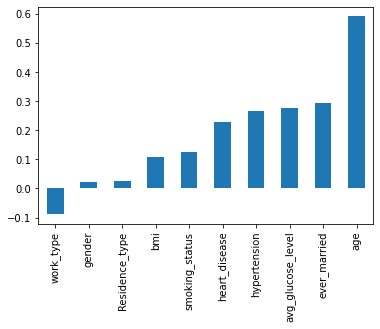 0.6
0.5
0.4
0.3
0.2
0.1
0.0
−0.1
work_type
gender
Residence_type
bmi
smoking_status
heart_disease
hypertension
avg_glucose_level
ever_married
age